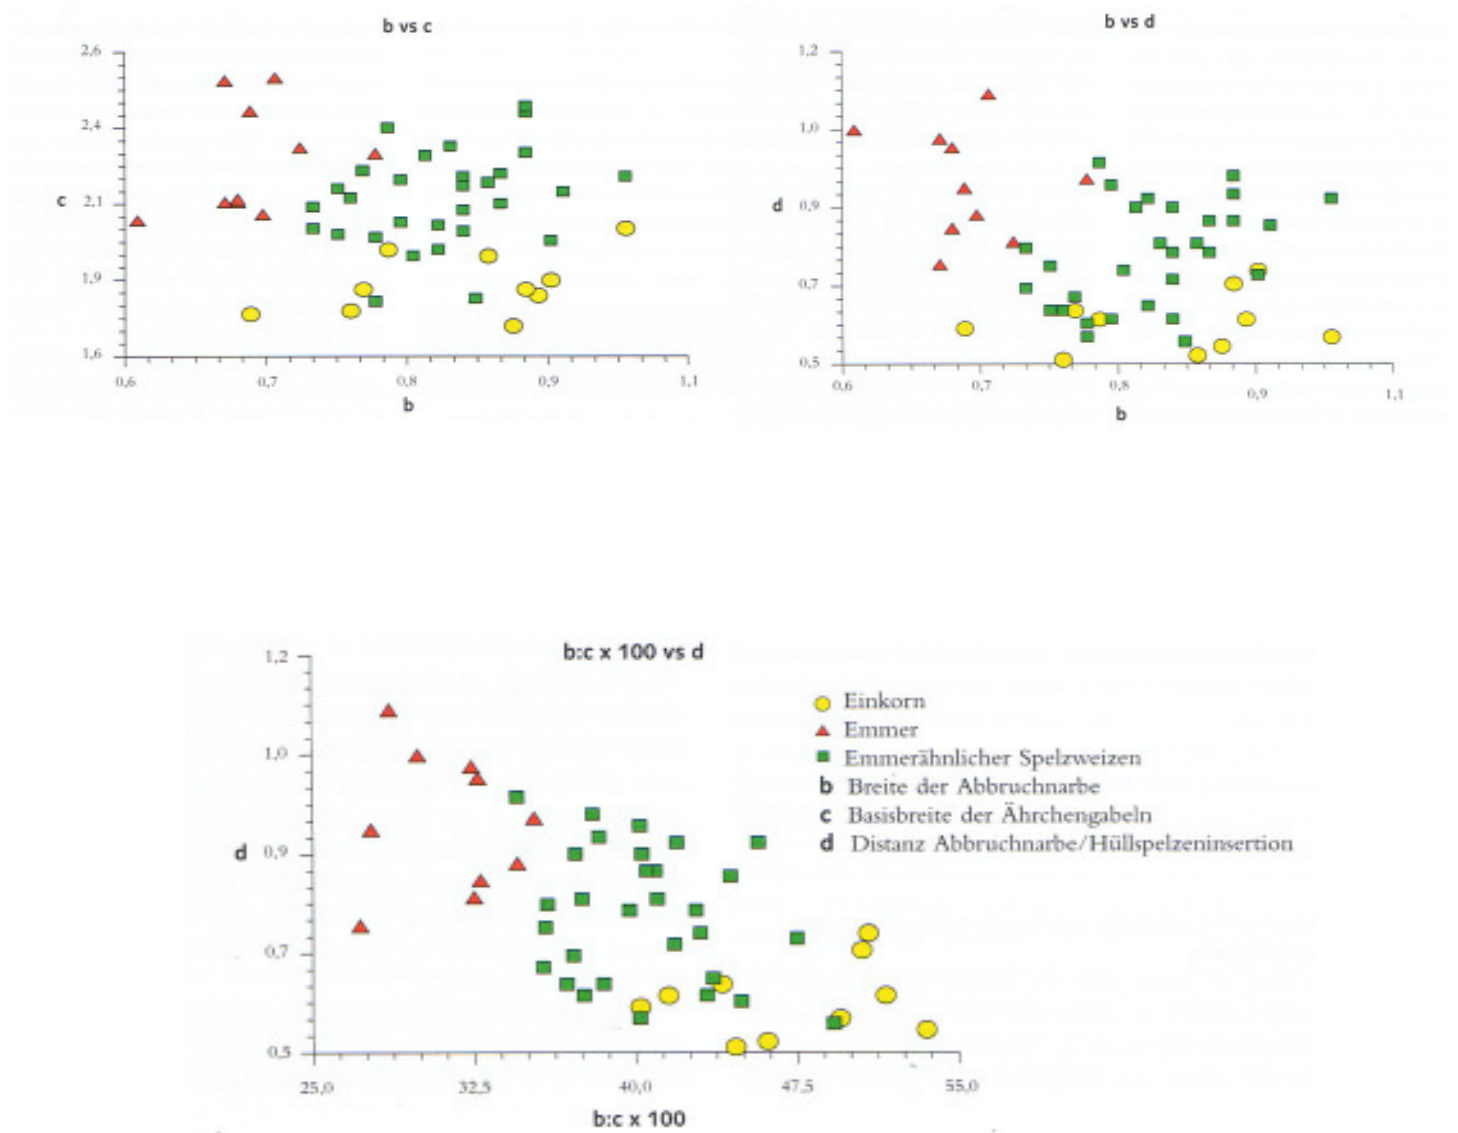 b vs c
2,6
2,4
2,1
1,9
1,6
c
0,6 0,7 0,8 0,9 1,1
b
b vs d
1,2
1,0
0,9
0,7
0,5
d
0,6 0,7 0,8 0,9 1,1
b
b:c x 100 vs d
1,2
1,0
0,9
0,7
0,5
d
25,0 32,5 40,0 47,5 55,0
b:c x 100
Einkorn
Emmer
Emmerähnlicher Spelzweizen
b Breite der Abbruchnarbe
c Basisbreite der Ährchengabeln
d Distanz Abbruchnarbe/Hüllspelzeninsertion